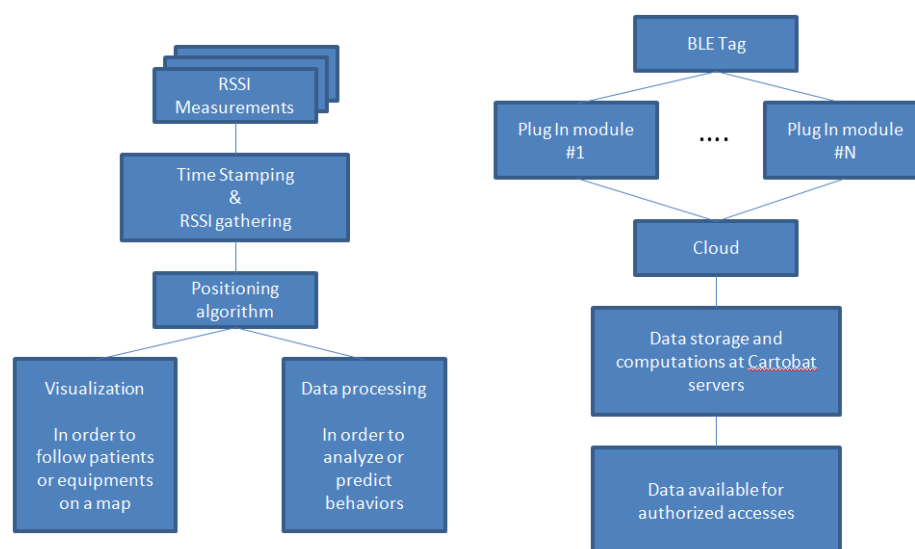 RSSI
Measurements
Time Stamping
&
RSSI gathering
Positioning
algorithm
Visualization
In order to
follow patients
or equipments
on a map
Data processing
In order to
analyze or
predict
behaviors
BLE Tag
Plug In module
#1
....
Plug In module
#N
Cloud
Data storage and
computations at Cartobat
servers
Data available for
authorized accesses